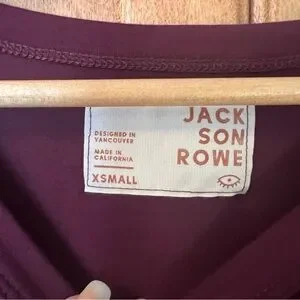 JACK
SON
ROWE
DESIGNED IN
VANCOUVER
MADE IN
CALIFORNIA
XSMALL